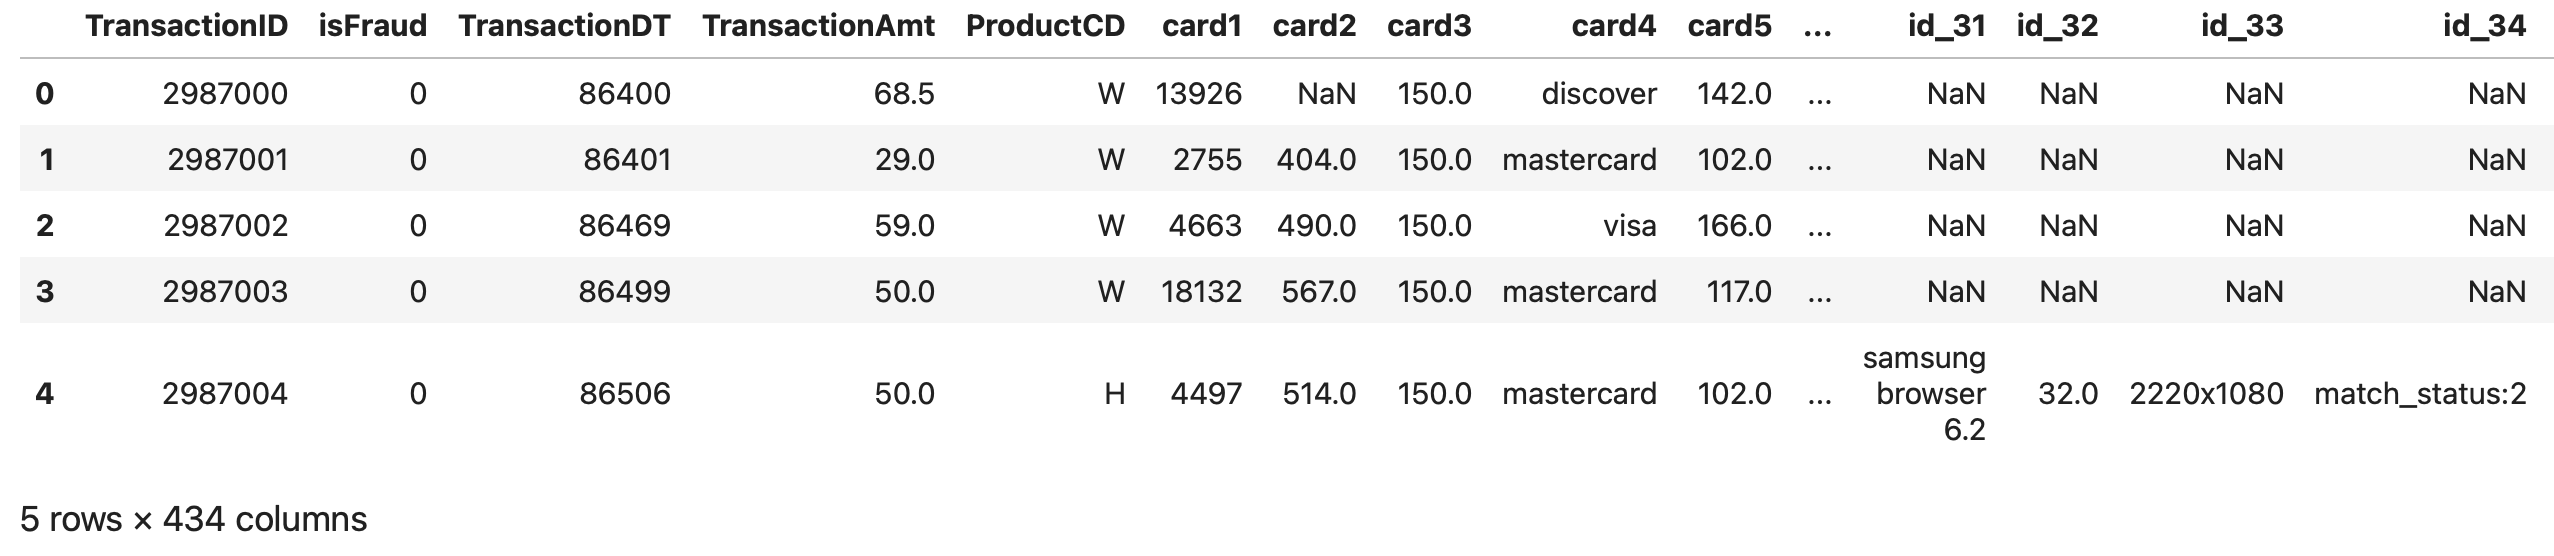 TransactionID isFraud TransactionDT TransactionAmt ProductCD card1 card2 card3 card4 card5 ... id_31 id_32 id_33 id_34
0 2987000 0 86400 68.5 W 13926 NaN 150.0 discover 142.0 ... NaN NaN NaN NaN
1 2987001 0 86401 29.0 W 2755 404.0 150.0 mastercard 102.0 ... NaN NaN NaN NaN
2 2987002 0 86469 59.0 W 4663 490.0 150.0 visa 166.0 ... NaN NaN NaN NaN
3 2987003 0 86499 50.0 W 18132 567.0 150.0 mastercard 117.0 ... NaN NaN NaN NaN
samsung
4 2987004 0 86506 50.0 H 4497 514.0 150.0 mastercard 102.0 ... browser 32.0 2220x1080 match_status:2
6.2
5 rows × 434 columns